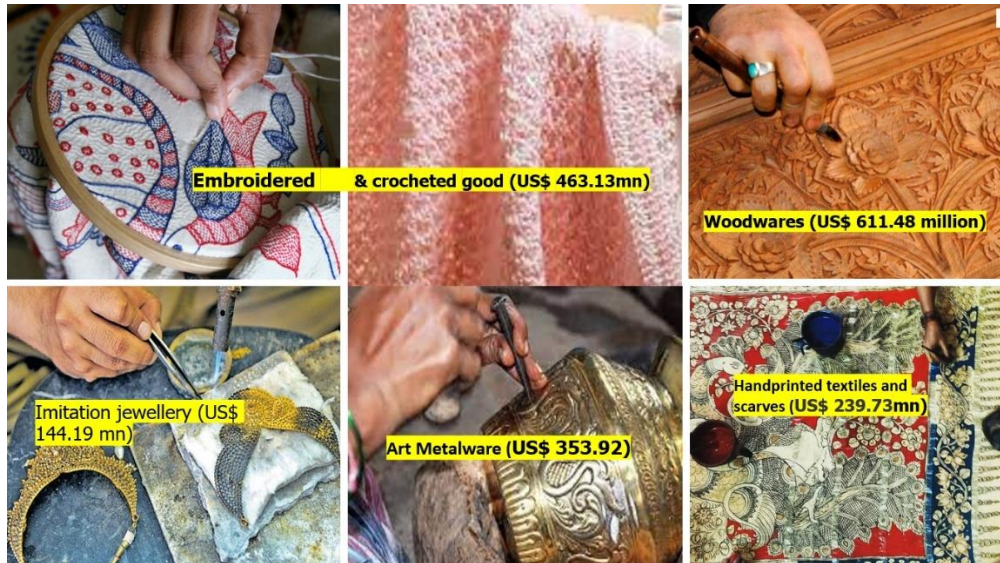 Embroidered & crocheted good (US$ 463.13mn)
Woodwares (US$ 611.48 million)
Imitation jewellery (US$
144.19 mn)
Art Metalware (US$ 353.92)
Handprinted textiles and
scarves (US$ 239.73mn)